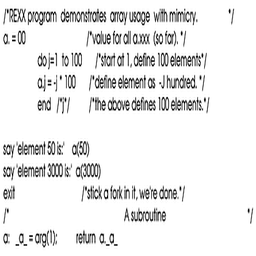 /*REXX program demonstrates array usage with mimicry. */
a. = 00 /*value for all a.xxx (so far). */
do j=1 to 100 /*start at 1, define 100 elements*/
a.j = -j * 100 /*define element as -J hundred. */
end /*j*/ /*the above defines 100 elements.*/
say 'element 50 is:' a(50)
say 'element 3000 is:' a(3000)
exit /*stick a fork in it, we're done.*/
/* A subroutine */
a: _a_ = arg(1); return a._a_